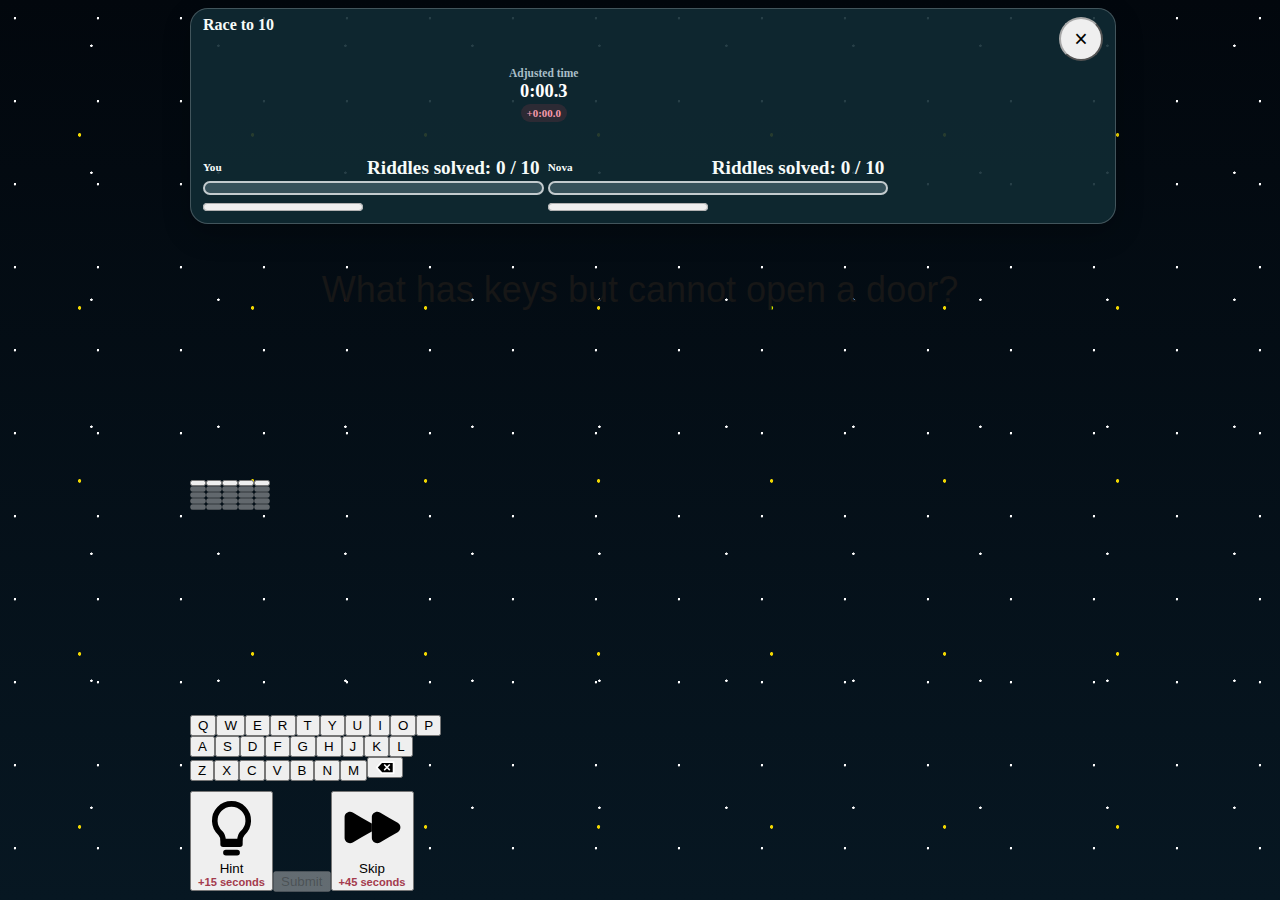 Race to 10
×
Adjusted time
0:00.3
+0:00.0
You Riddles solved: 0 / 10 Nova Riddles solved: 0 / 10
What has keys but cannot open a door?
Q W E R T Y U I O P
A S D F G H J K L
Z X C V B N M
Hint Skip
+15 seconds Submit +45 seconds